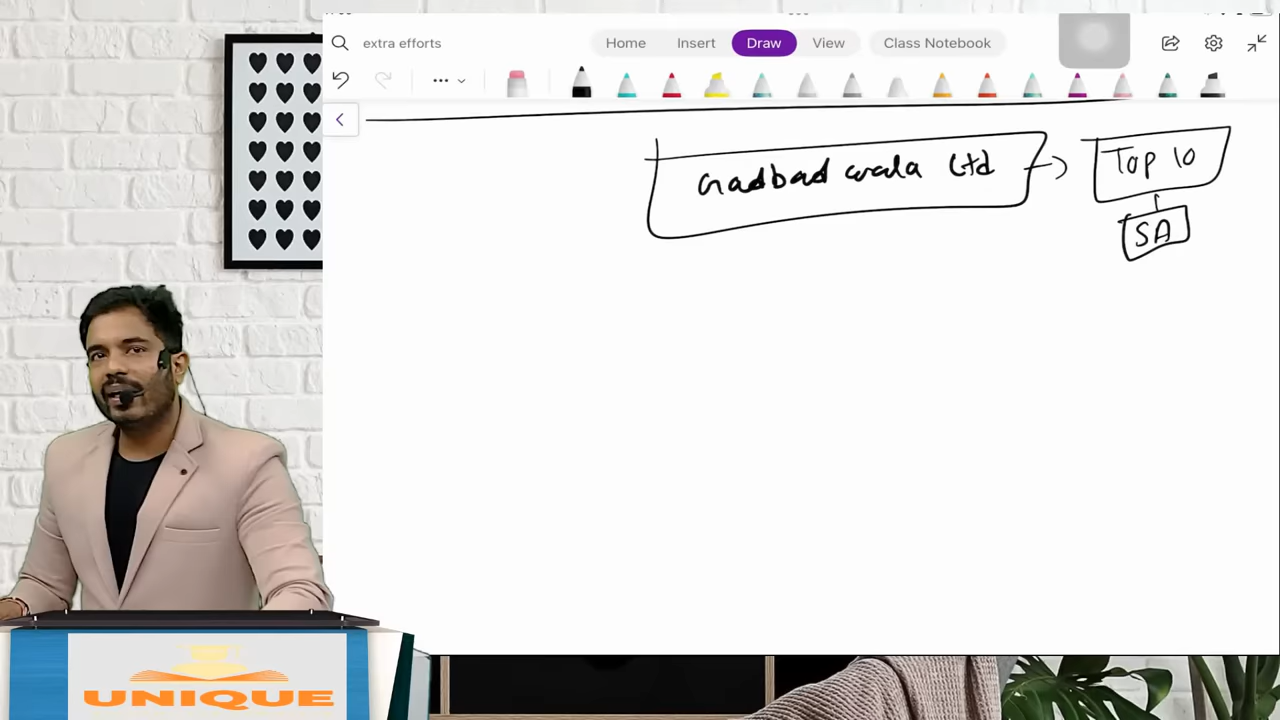 extra efforts
Home Insert Draw View Class Notebook
Gadbad wala Ltd
Top 10
SA
UNIQUE